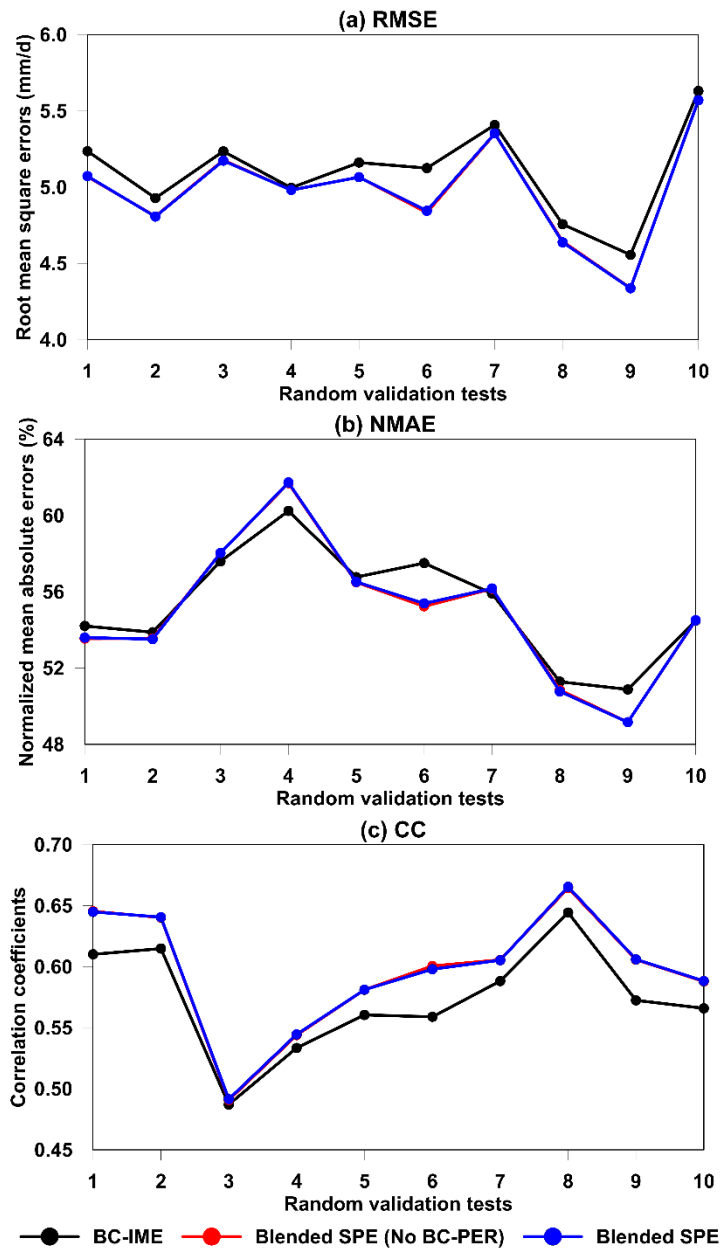 (a) RMSE
Root mean square errors (mm/d)
6.0
5.5
5.0
4.5
4.0
1 2 3 4 5 6 7 8 9 10
Random validation tests
(b) NMAE
Normalized mean absolute errors (%)
64
60
56
52
48
1 2 3 4 5 6 7 8 9 10
Random validation tests
(c) CC
Correlation coefficients
0.70
0.65
0.60
0.55
0.50
0.45
1 2 3 4 5 6 7 8 9 10
Random validation tests
BC-IME Blended SPE (No BC-PER) Blended SPE